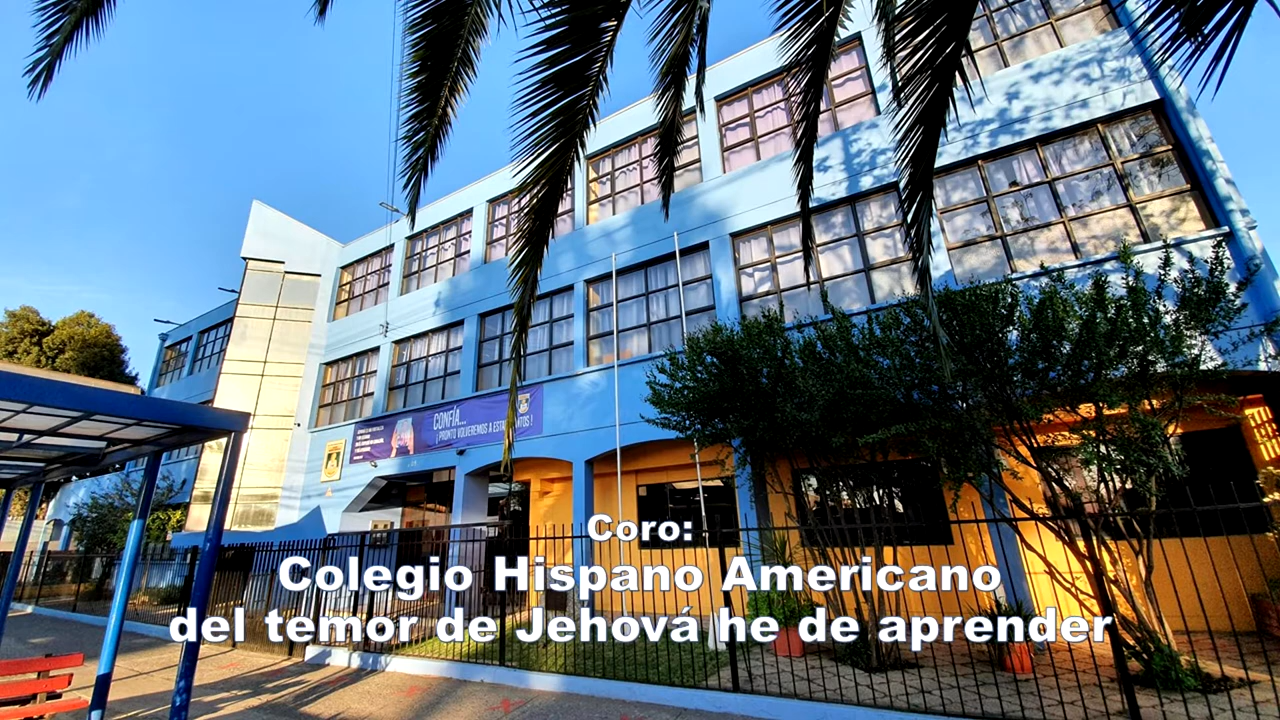 CONFÍA...
¡PRONTO VOLVEREMOS A ESTAR JUNTOS!
Coro:
Colegio Hispano Americano
del temor de Jehová he de aprender